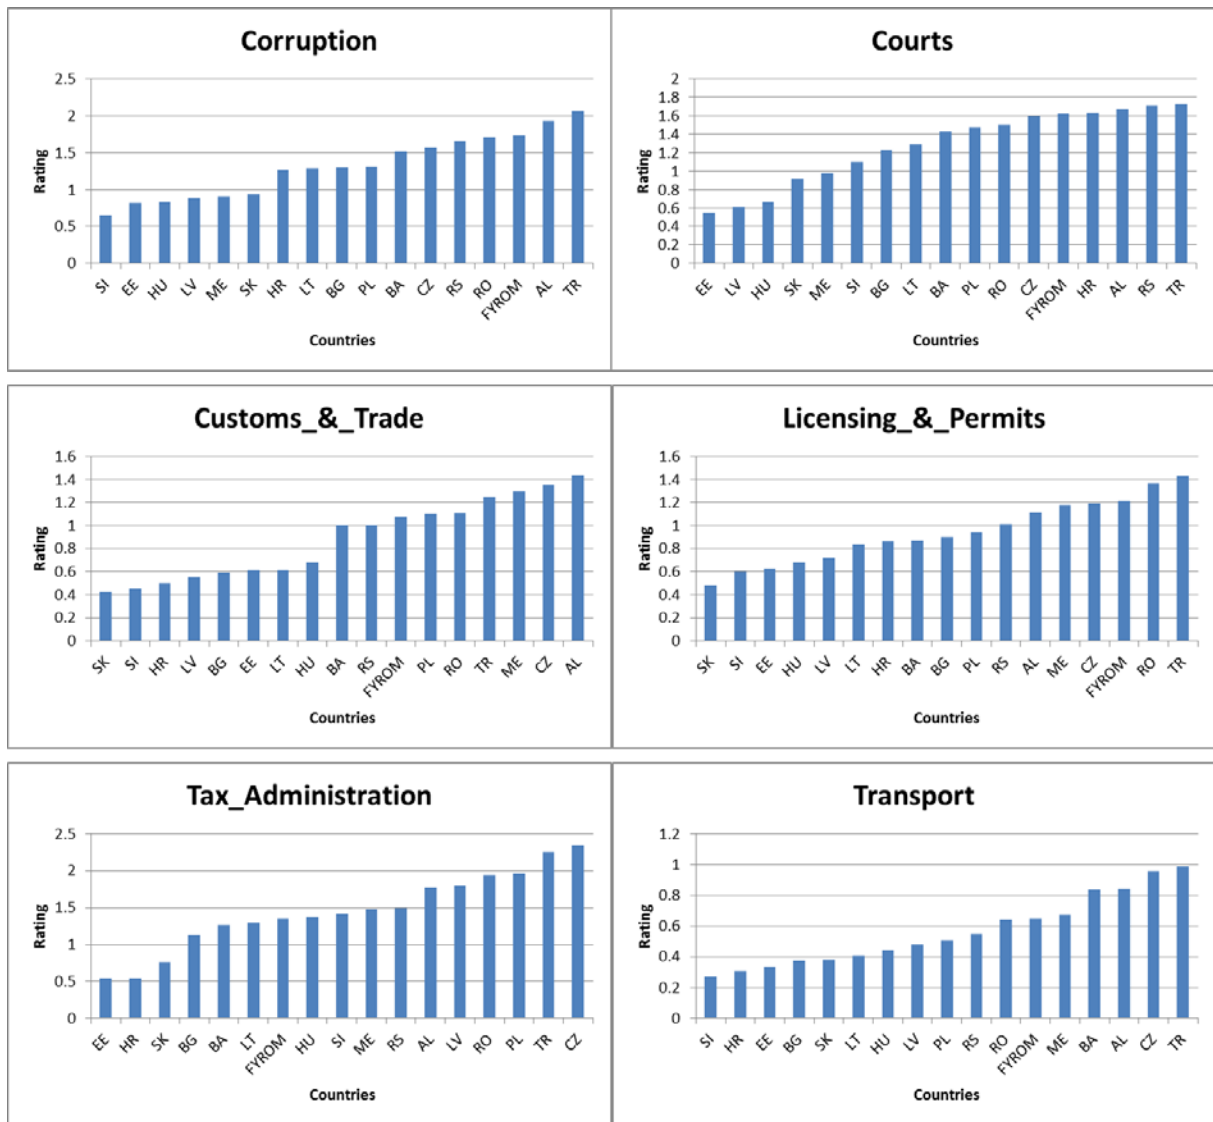 Corruption
2.5
2
1.5
1
0.5
0
Rating
SI EE HU LV ME SK HR LT BG PL BA CZ RS RO FYROM AL TR
Countries
Courts
2
1.8
1.6
1.4
1.2
1
0.8
0.6
0.4
0.2
0
Rating
EE LV HU SK ME SI BG LT BA PL RO CZ FYROM HR AL RS TR
Countries
Customs_&_Trade
1.6
1.4
1.2
1
0.8
0.6
0.4
0.2
0
Rating
SK SI HR LV BG EE LT HU BA RS FYROM PL RO TR ME CZ AL
Countries
Licensing_&_Permits
1.6
1.4
1.2
1
0.8
0.6
0.4
0.2
0
Rating
SK SI EE HU LV LT HR BA BG PL RS AL ME CZ FYROM RO TR
Countries
Tax_Administration
2.5
2
1.5
1
0.5
0
Rating
EE HR SK BG BA LT FYROM HU SI ME RS AL LV RO PL TR CZ
Countries
Transport
1.2
1
0.8
0.6
0.4
0.2
0
Rating
SI HR EE BG SK LT HU LV PL RS RO FYROM ME BA AL CZ TR
Countries